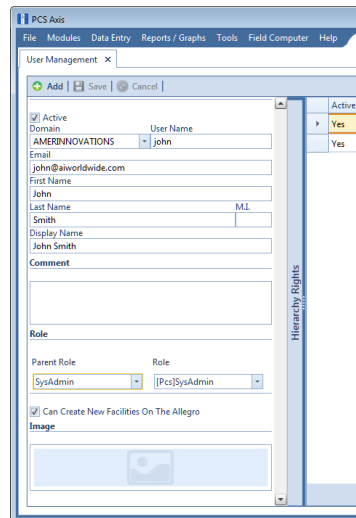 PCS Axis
File Modules Data Entry Reports / Graphs Tools Field Computer Help
User Management X
Add Save Cancel
Active
Domain User Name
AMERINNOVATIONS john
Email
john@aiworldwide.com
First Name
John
Last Name M.I.
Smith
Display Name
John Smith
Comment
Role
Parent Role Role
SysAdmin [Pcs]SysAdmin
Can Create New Facilities On The Allegro
Image
Hierarchy Rights
Active
Yes
Yes